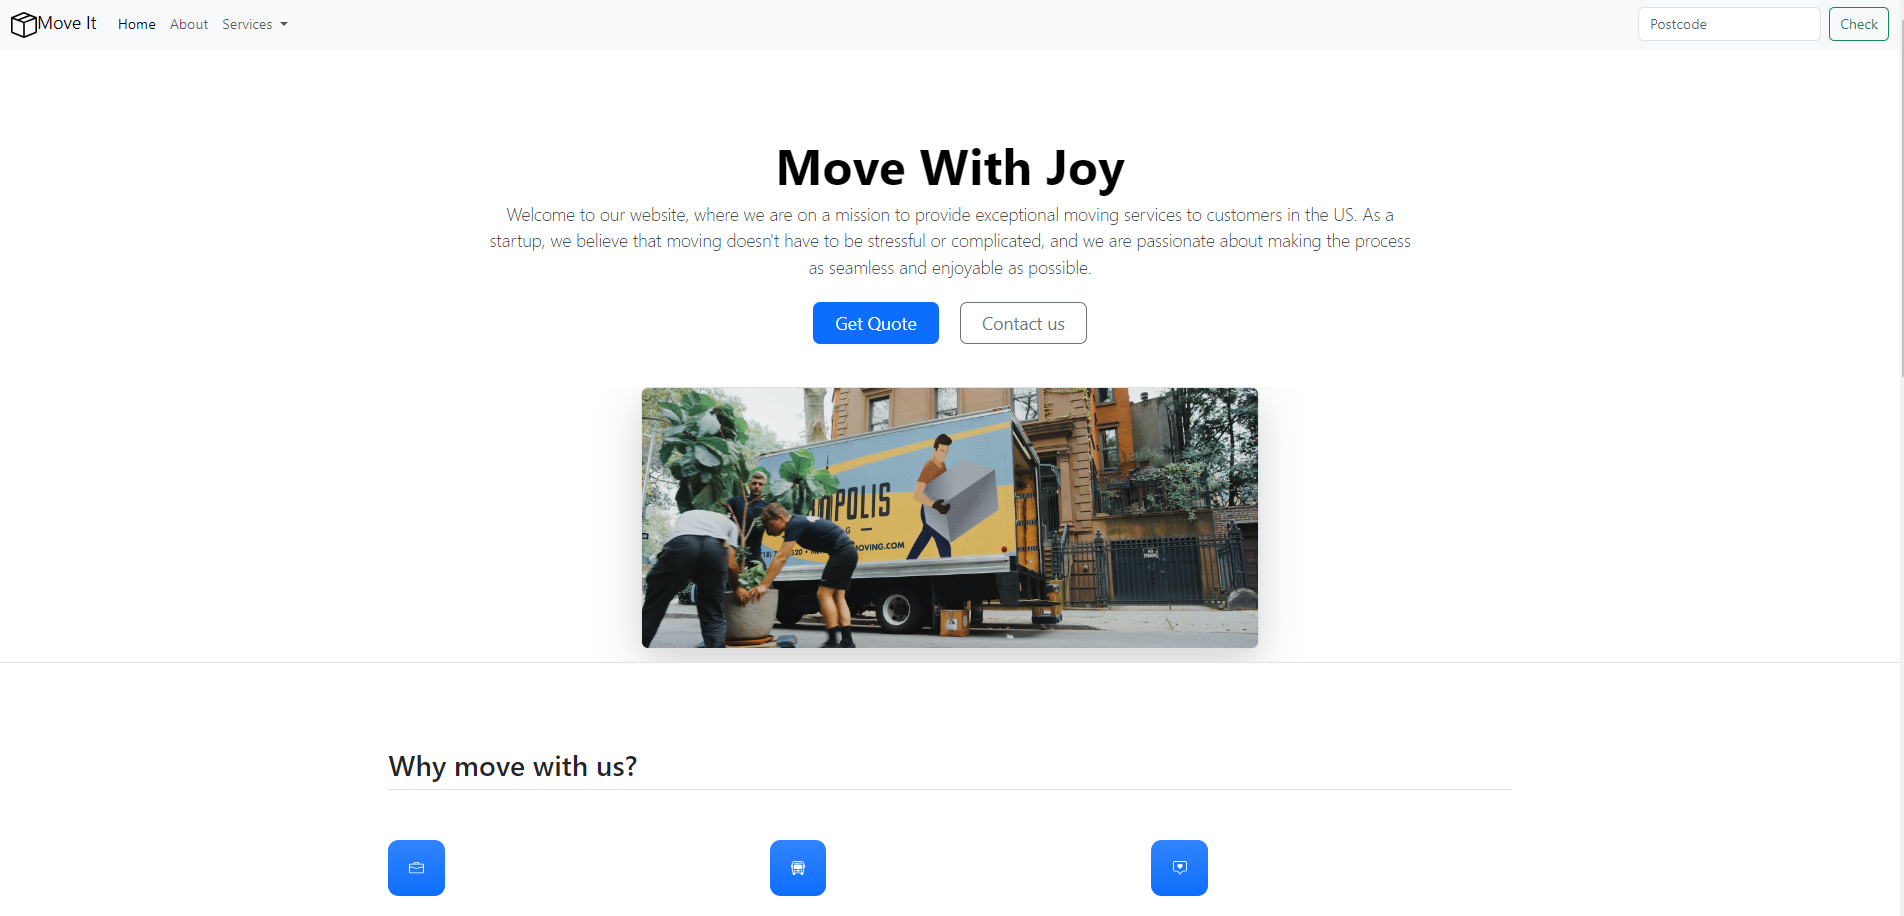 Move It
Home
About
Services
Postcode
Check
Move With Joy
Welcome to our website, where we are on a mission to provide exceptional moving services to customers in the US. As a
startup, we believe that moving doesn't have to be stressful or complicated, and we are passionate about making the process
as seamless and enjoyable as possible.
Get Quote
Contact us
Why move with us?